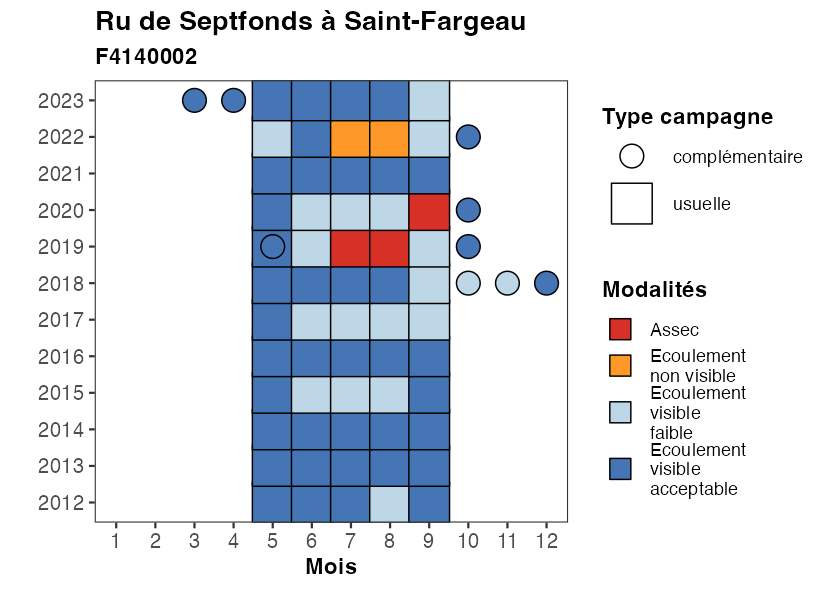 Ru de Septfonds à Saint-Fargeau
F4140002
2023
2022
2021
2020
2019
2018
2017
2016
2015
2014
2013
2012
1 2 3 4 5 6 7 8 9 10 11 12
Mois
Type campagne
complémentaire
usuelle
Modalités
Assec
Ecoulement
non visible
Ecoulement
visible
faible
Ecoulement
visible
acceptable